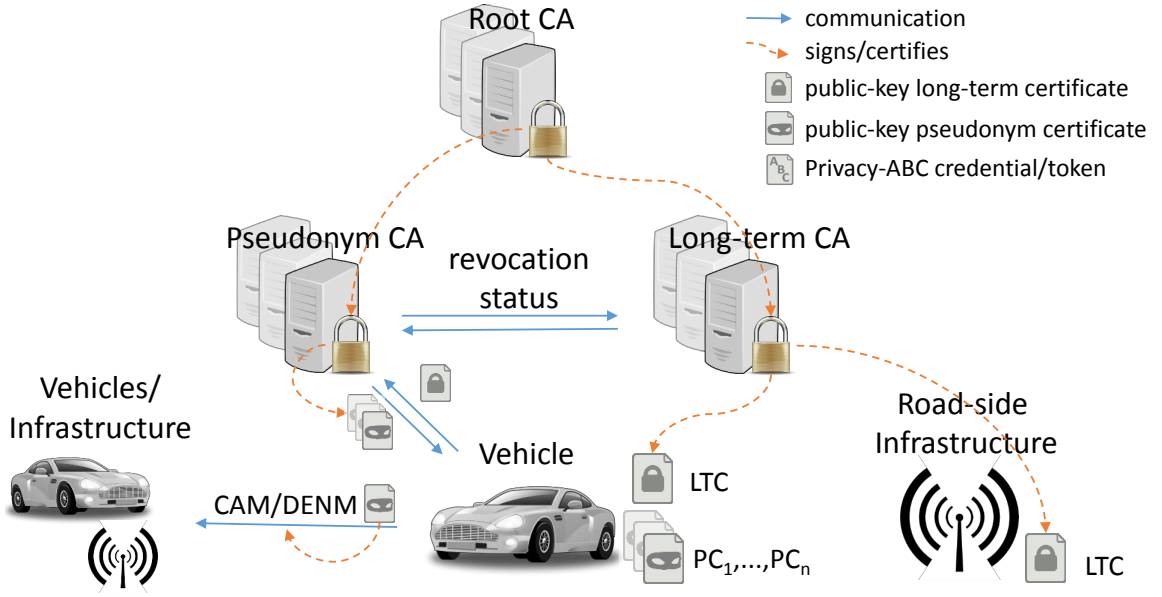 Root CA
communication
signs/certifies
public-key long-term certificate
public-key pseudonym certificate
A B C
Privacy-ABC credential/token
Pseudonym CA
Long-term CA
revocation
status
Vehicles/
Infrastructure
Road-side
Infrastructure
Vehicle
LTC
CAM/DENM
PC₁,...,PCₙ
LTC